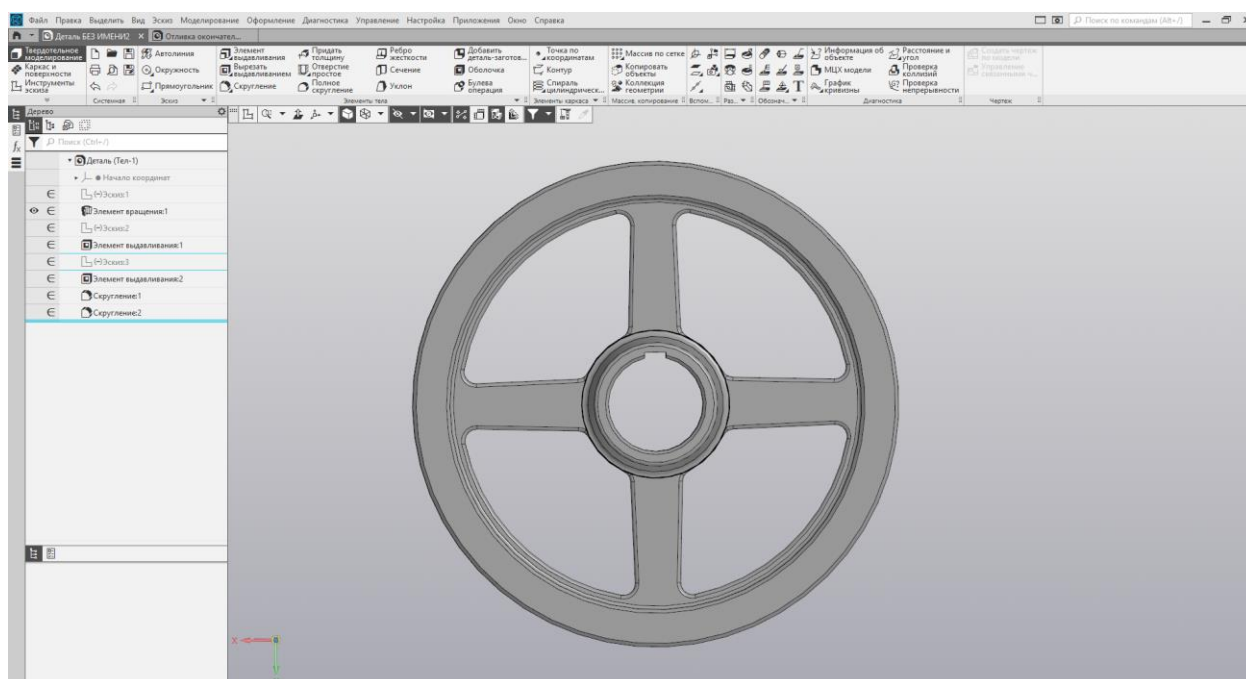 Файл Правка Выделить Вид Эскиз Моделирование Оформление Диагностика Управление Настройка Приложения Окно Справка
Поиск по командам (Alt+/)
Деталь БЕЗ ИМЕНИ2 × Отливка окончател...
Твердотельное моделирование
Каркас и поверхности
Инструменты эскиза
Системная
Автолиния
Окружность
Прямоугольник
Эскиз
Элемент выдавливания
Вырезать выдавливанием
Скругление
Придать толщину
Отверстие простое
Полное скругление
Ребро жесткости
Сечение
Уклон
Добавить деталь-заготов...
Оболочка
Булева операция
Элементы тела
Точка по координатам
Контур
Спираль цилиндрическ...
Элементы каркаса
Массив по сетке
Копировать объекты
Коллекция геометрии
Массив, копирование
Вспом...
Раз...
Обознач...
Информация об объекте
МЦХ модели
График кривизны
Расстояние и угол
Проверка коллизий
Проверка непрерывности
Диагностика
Создать чертеж по модели
Чертеж
Дерево
Поиск (Ctrl+/)
Деталь (Тел-1)
Начало координат
(-)Эскиз:1
Элемент вращения:1
(-)Эскиз:2
Элемент выдавливания:1
(-)Эскиз:3
Элемент выдавливания:2
Скругление:1
Скругление:2
X
Y